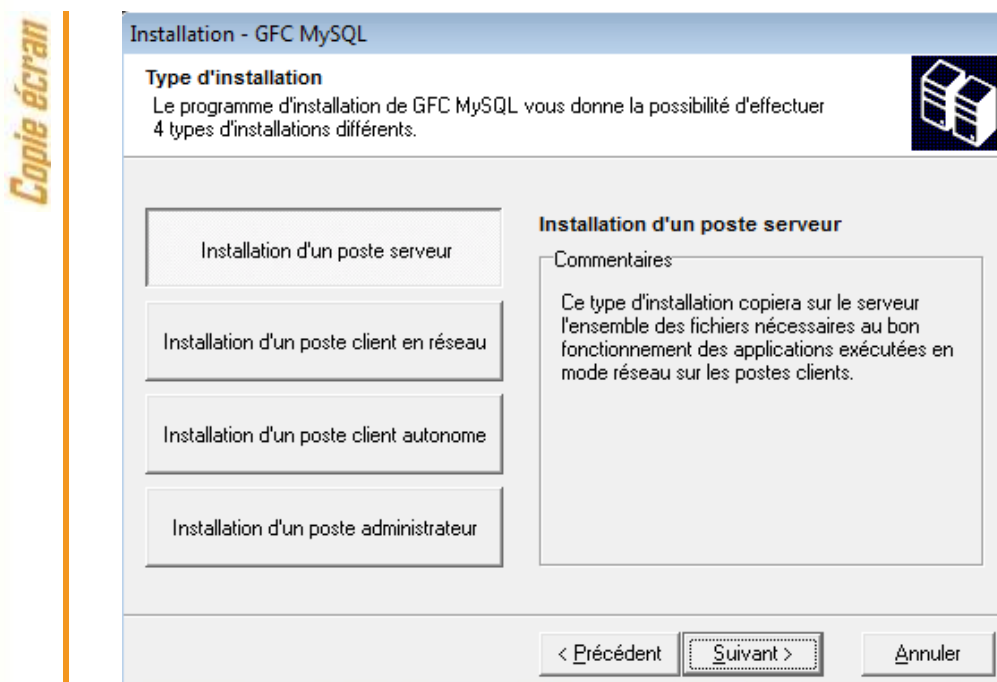 Copie écran
Installation - GFC MySQL
Type d'installation
Le programme d'installation de GFC MySQL vous donne la possibilité d'effectuer
4 types d'installations différents.
Installation d'un poste serveur
Installation d'un poste client en réseau
Installation d'un poste client autonome
Installation d'un poste administrateur
Installation d'un poste serveur
Commentaires
Ce type d'installation copiera sur le serveur
l'ensemble des fichiers nécessaires au bon
fonctionnement des applications exécutées en
mode réseau sur les postes clients.
< Précédent
Suivant >
Annuler